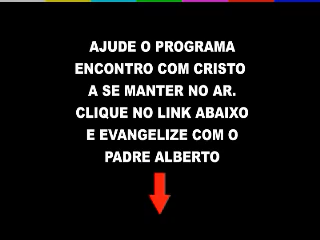 AJUDE O PROGRAMA
ENCONTRO COM CRISTO
A SE MANTER NO AR.
CLIQUE NO LINK ABAIXO
E EVANGELIZE COM O
PADRE ALBERTO